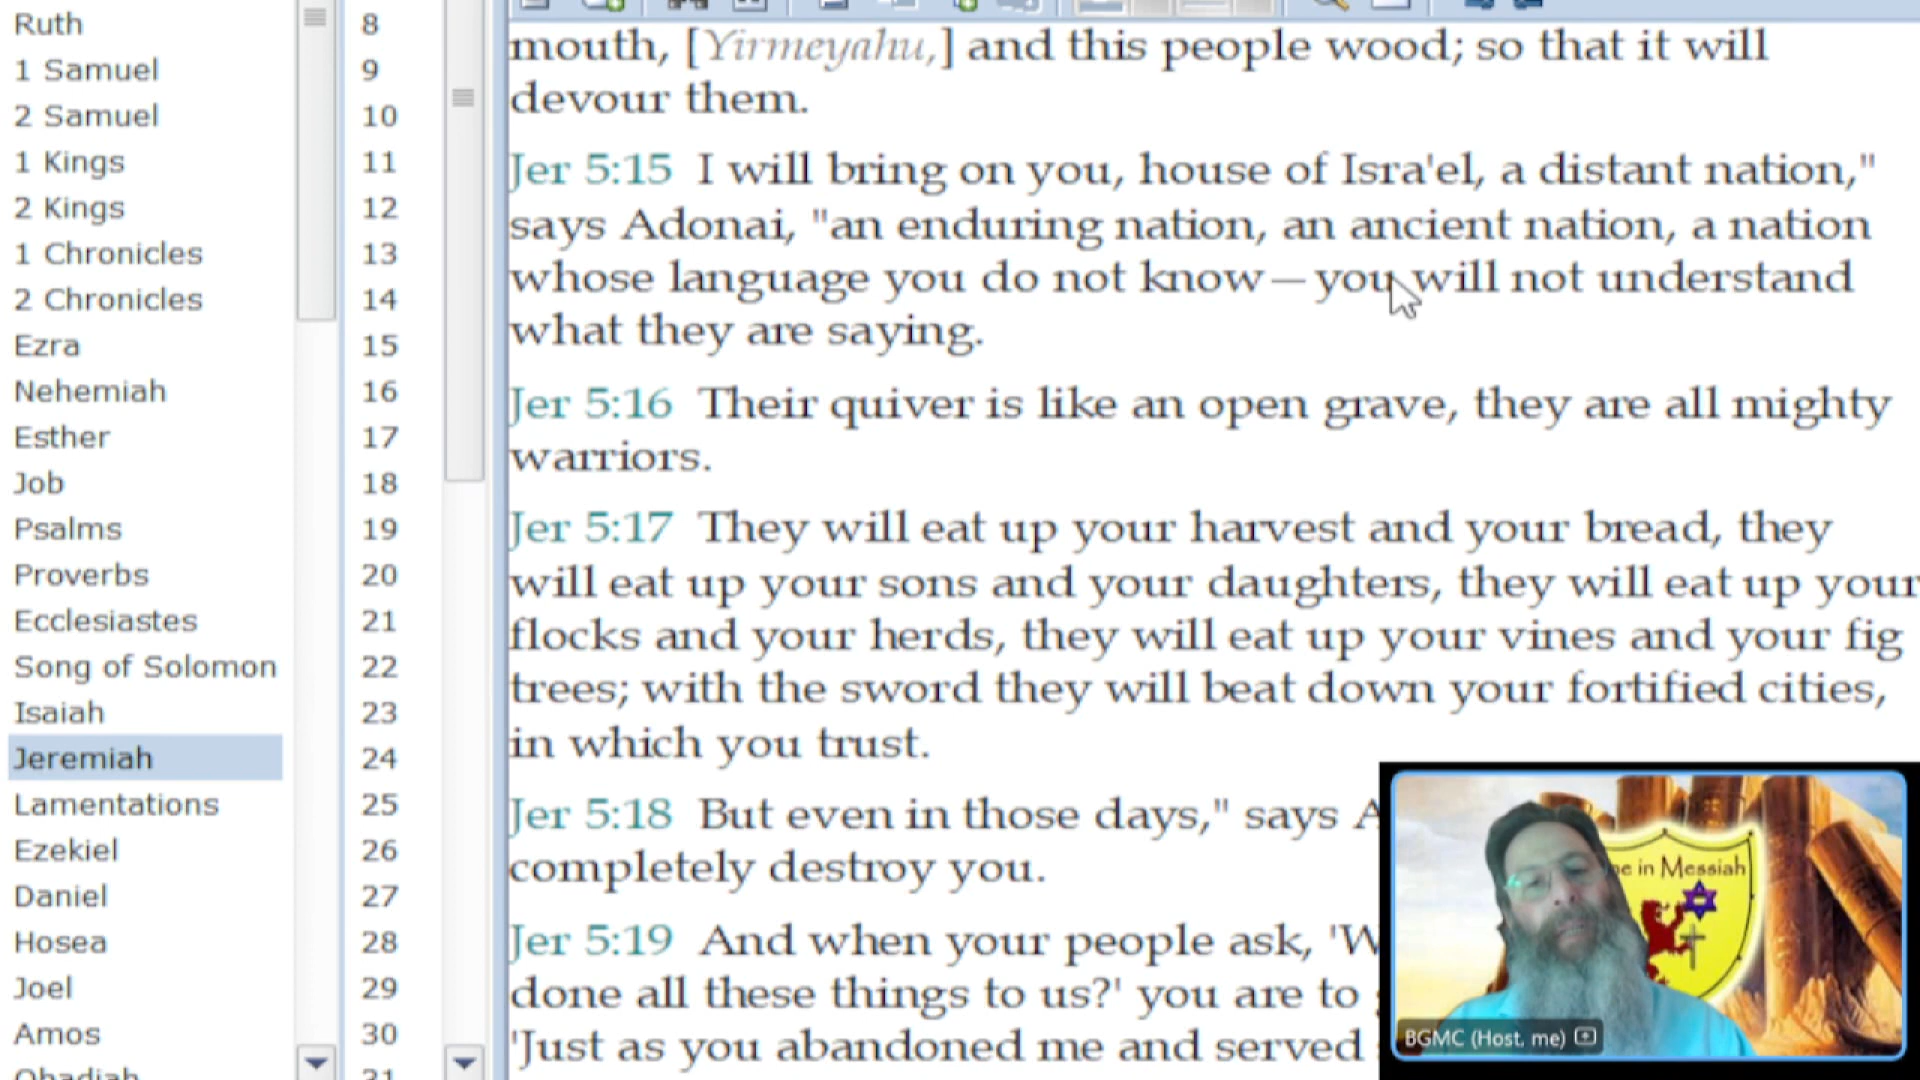 Ruth
1 Samuel
2 Samuel
1 Kings
2 Kings
1 Chronicles
2 Chronicles
Ezra
Nehemiah
Esther
Job
Psalms
Proverbs
Ecclesiastes
Song of Solomon
Isaiah
Jeremiah
Lamentations
Ezekiel
Daniel
Hosea
Joel
Amos
Obadiah
8
9
10
11
12
13
14
15
16
17
18
19
20
21
22
23
24
25
26
27
28
29
30
31
mouth, [Yirmeyahu,] and this people wood; so that it will
devour them.
Jer 5:15 I will bring on you, house of Isra'el, a distant nation,"
says Adonai, "an enduring nation, an ancient nation, a nation
whose language you do not know—you will not understand
what they are saying.
Jer 5:16 Their quiver is like an open grave, they are all mighty
warriors.
Jer 5:17 They will eat up your harvest and your bread, they
will eat up your sons and your daughters, they will eat up your
flocks and your herds, they will eat up your vines and your fig
trees; with the sword they will beat down your fortified cities,
in which you trust.
Jer 5:18 But even in those days," says A
completely destroy you.
Jer 5:19 And when your people ask, 'W
done all these things to us?' you are to
'Just as you abandoned me and served
ne in Messiah
BGMC (Host, me)